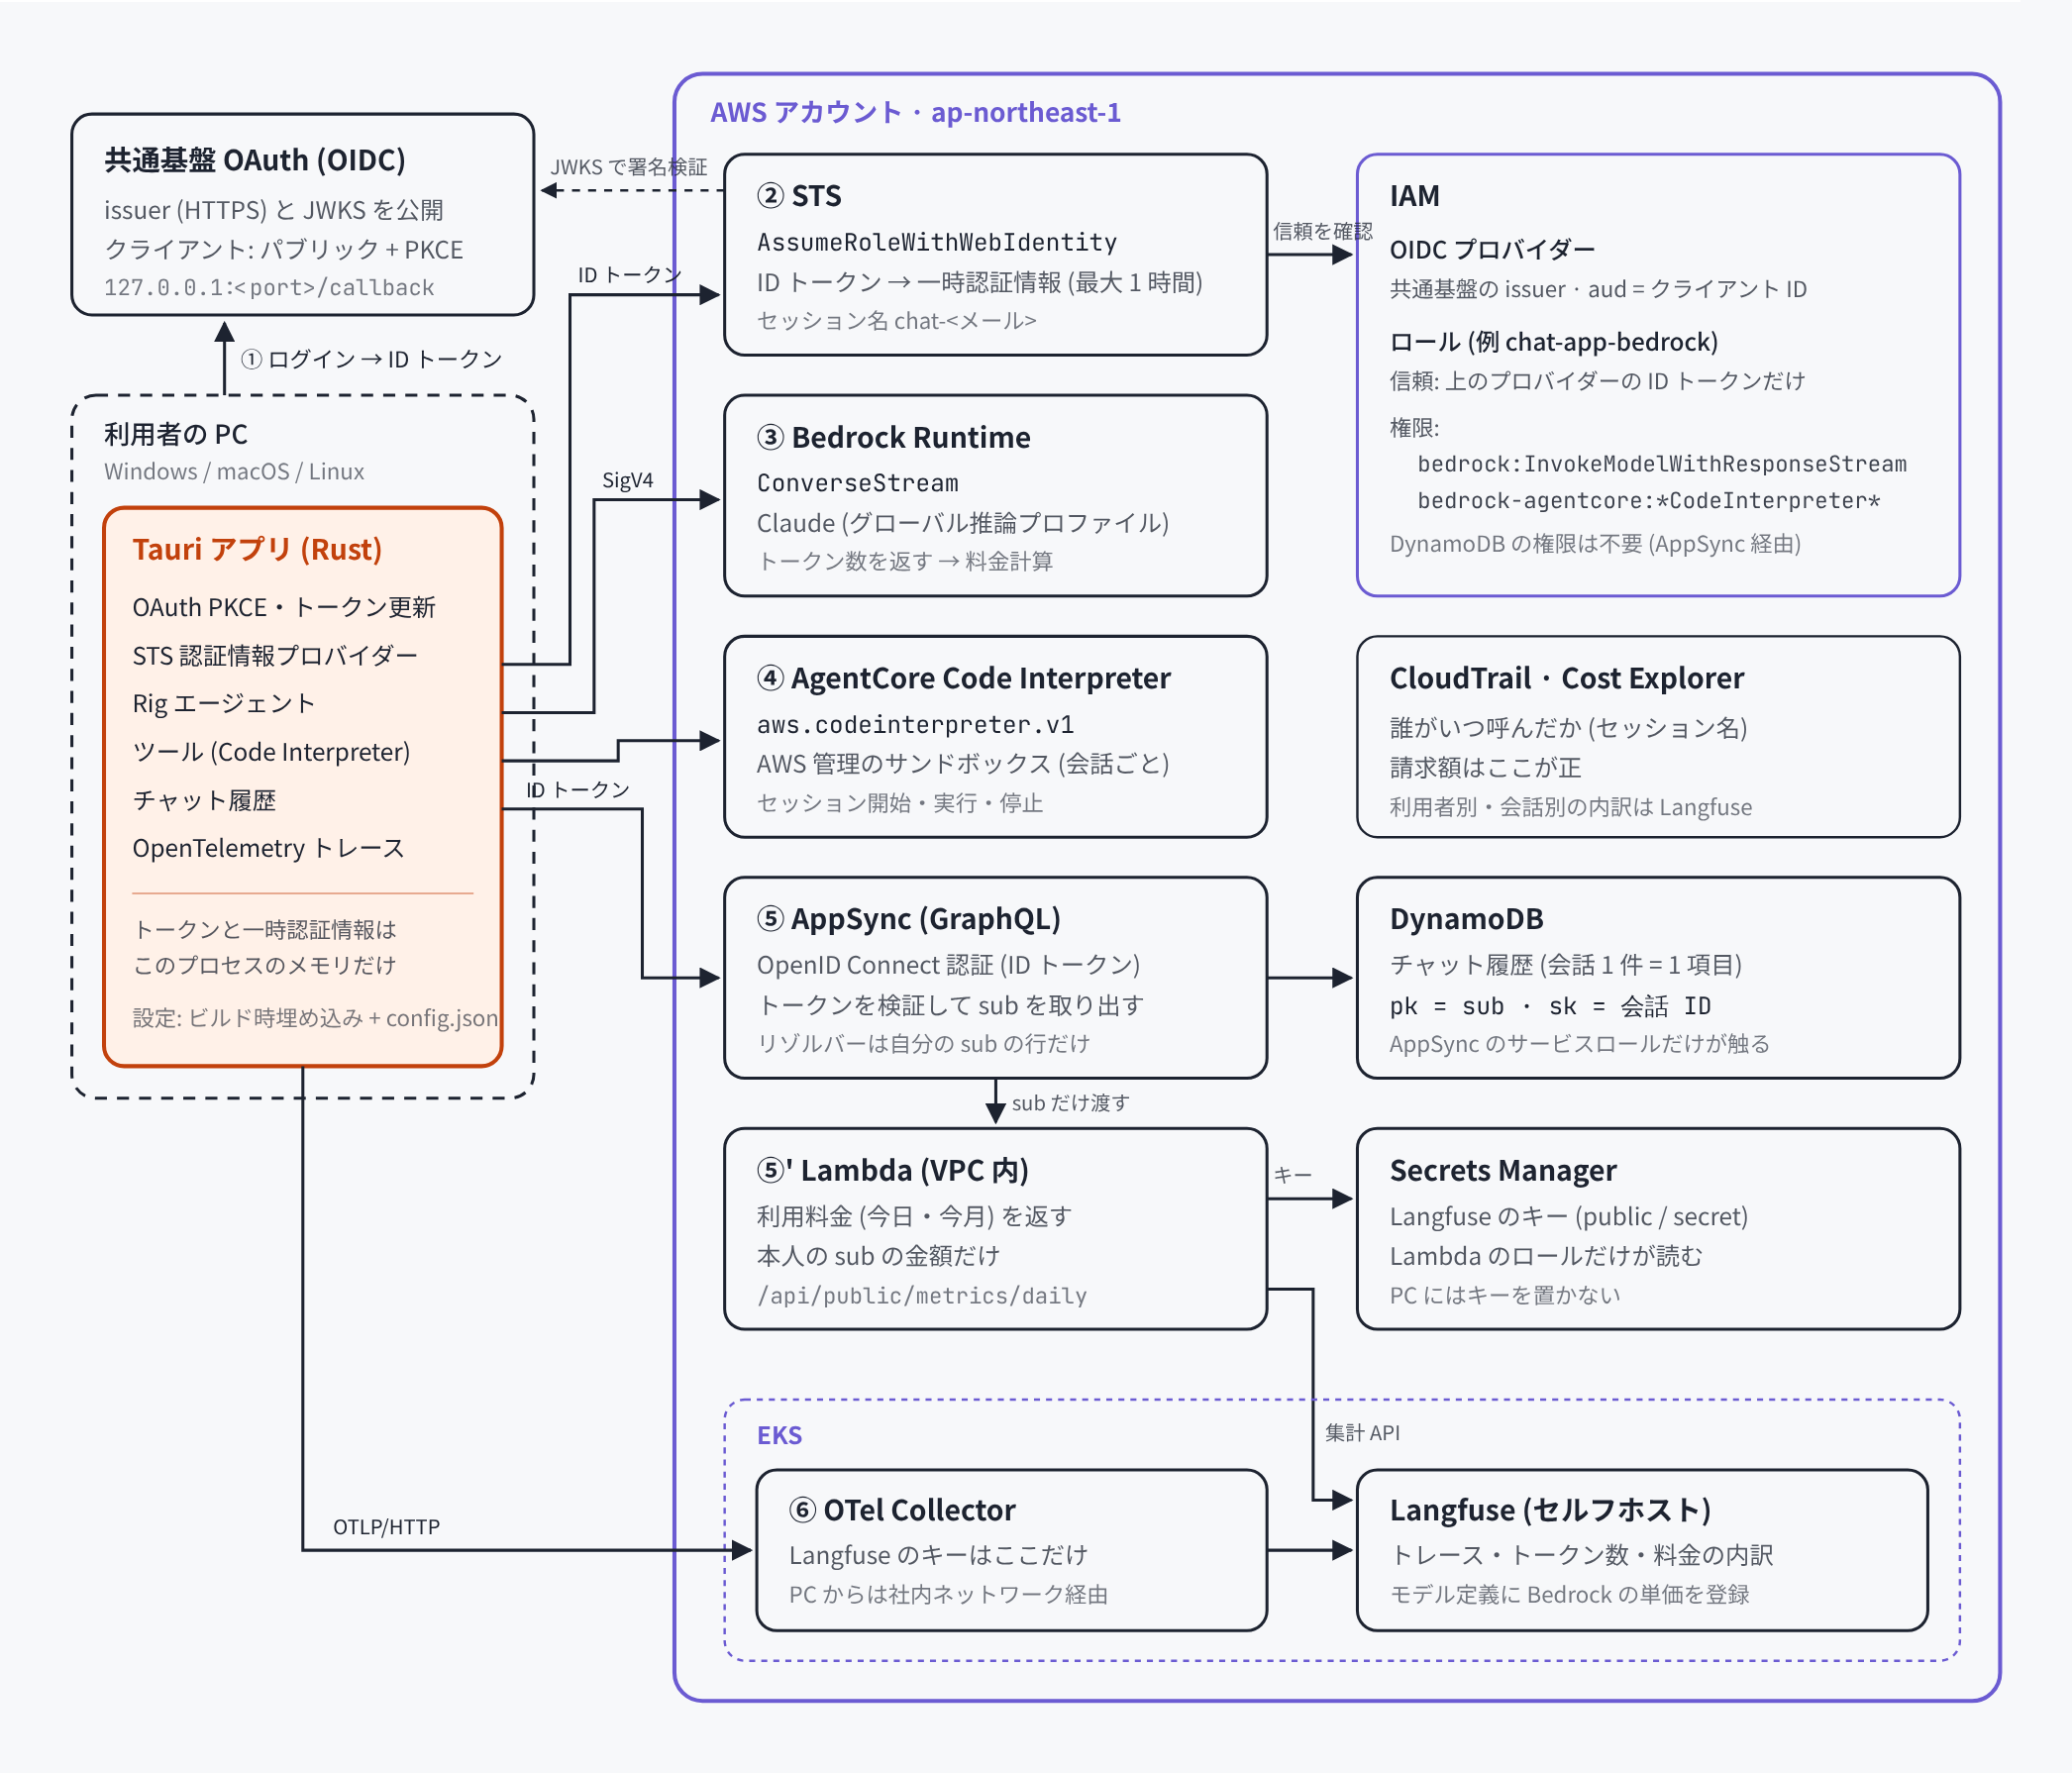 AWS アカウント · ap-northeast-1
共通基盤 OAuth (OIDC)
issuer (HTTPS) と JWKS を公開
クライアント: パブリック + PKCE
127.0.0.1:<port>/callback
JWKS で署名検証
② STS
AssumeRoleWithWebIdentity
ID トークン → 一時認証情報 (最大 1 時間)
セッション名 chat-<メール>
信頼を確認
IAM
OIDC プロバイダー
共通基盤の issuer · aud = クライアント ID
ロール (例 chat-app-bedrock)
信頼: 上のプロバイダーの ID トークンだけ
権限:
bedrock:InvokeModelWithResponseStream
bedrock-agentcore:*CodeInterpreter*
DynamoDB の権限は不要 (AppSync 経由)
① ログイン → ID トークン
ID トークン
利用者の PC
Windows / macOS / Linux
Tauri アプリ (Rust)
OAuth PKCE・トークン更新
STS 認証情報プロバイダー
Rig エージェント
ツール (Code Interpreter)
チャット履歴
OpenTelemetry トレース
トークンと一時認証情報は
このプロセスのメモリだけ
設定: ビルド時埋め込み + config.json
SigV4
③ Bedrock Runtime
ConverseStream
Claude (グローバル推論プロファイル)
トークン数を返す → 料金計算
④ AgentCore Code Interpreter
aws.codeinterpreter.v1
AWS 管理のサンドボックス (会話ごと)
セッション開始・実行・停止
CloudTrail · Cost Explorer
誰がいつ呼んだか (セッション名)
請求額はここが正
利用者別・会話別の内訳は Langfuse
ID トークン
⑤ AppSync (GraphQL)
OpenID Connect 認証 (ID トークン)
トークンを検証して sub を取り出す
リゾルバーは自分の sub の行だけ
DynamoDB
チャット履歴 (会話 1 件 = 1 項目)
pk = sub · sk = 会話 ID
AppSync のサービスロールだけが触る
sub だけ渡す
⑤' Lambda (VPC 内)
利用料金 (今日・今月) を返す
本人の sub の金額だけ
/api/public/metrics/daily
キー
Secrets Manager
Langfuse のキー (public / secret)
Lambda のロールだけが読む
PC にはキーを置かない
EKS
集計 API
OTLP/HTTP
⑥ OTel Collector
Langfuse のキーはここだけ
PC からは社内ネットワーク経由
Langfuse (セルフホスト)
トレース・トークン数・料金の内訳
モデル定義に Bedrock の単価を登録